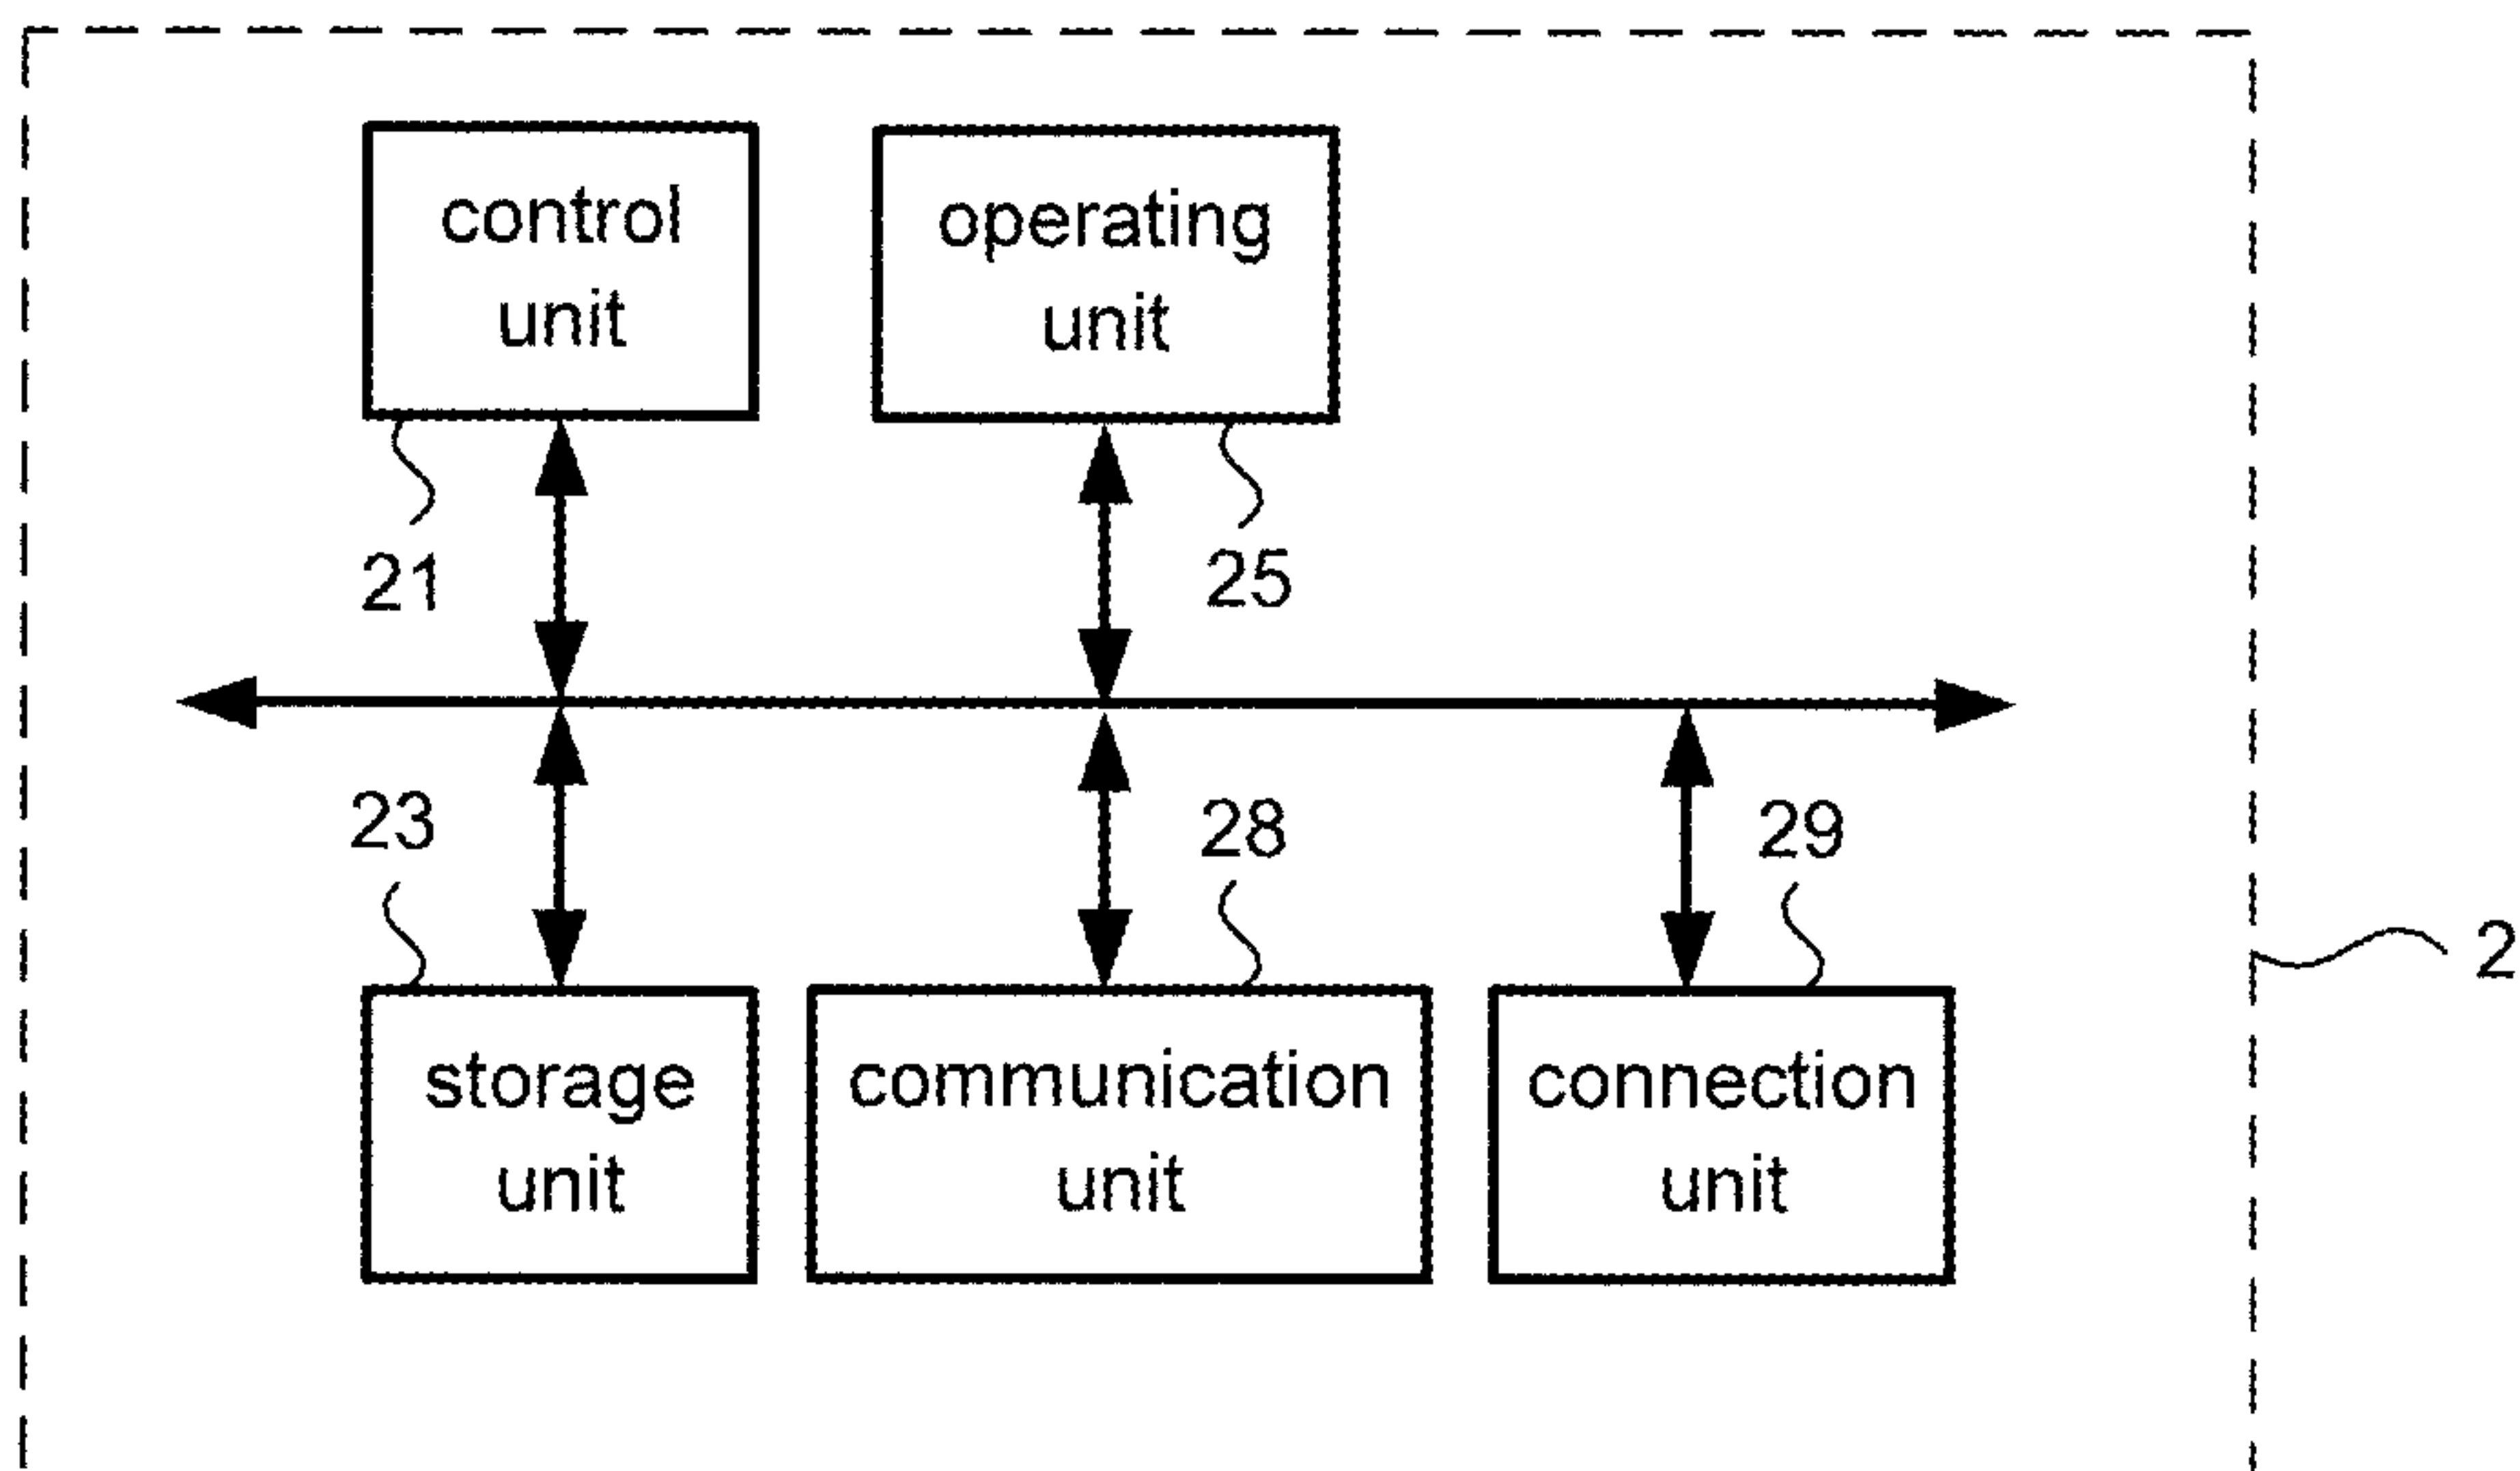 control
unit
operating
unit
21
25
23
28
29
2
storage
unit
communication
unit
connection
unit